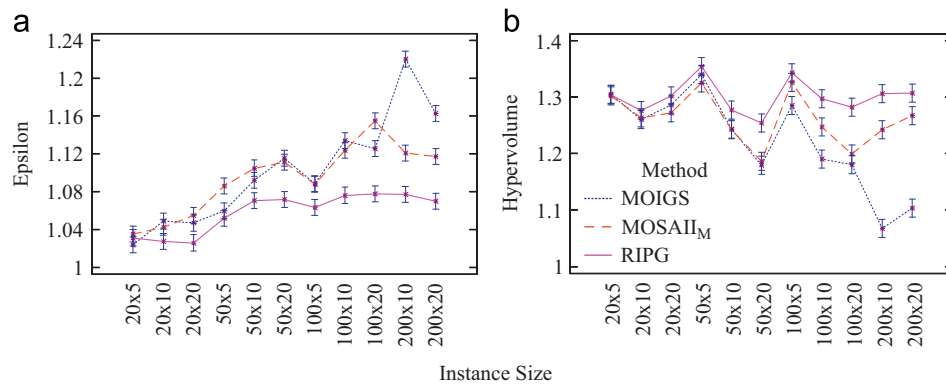 a
Epsilon
1.24
1.2
1.16
1.12
1.08
1.04
1
20x5
20x10
20x20
50x5
50x10
50x20
100x5
100x10
100x20
200x10
200x20
b
Hypervolume
1.4
1.3
1.2
1.1
1
Method
MOIGS
MOSAII_M
RIPG
20x5
20x10
20x20
50x5
50x10
50x20
100x5
100x10
100x20
200x10
200x20
Instance Size